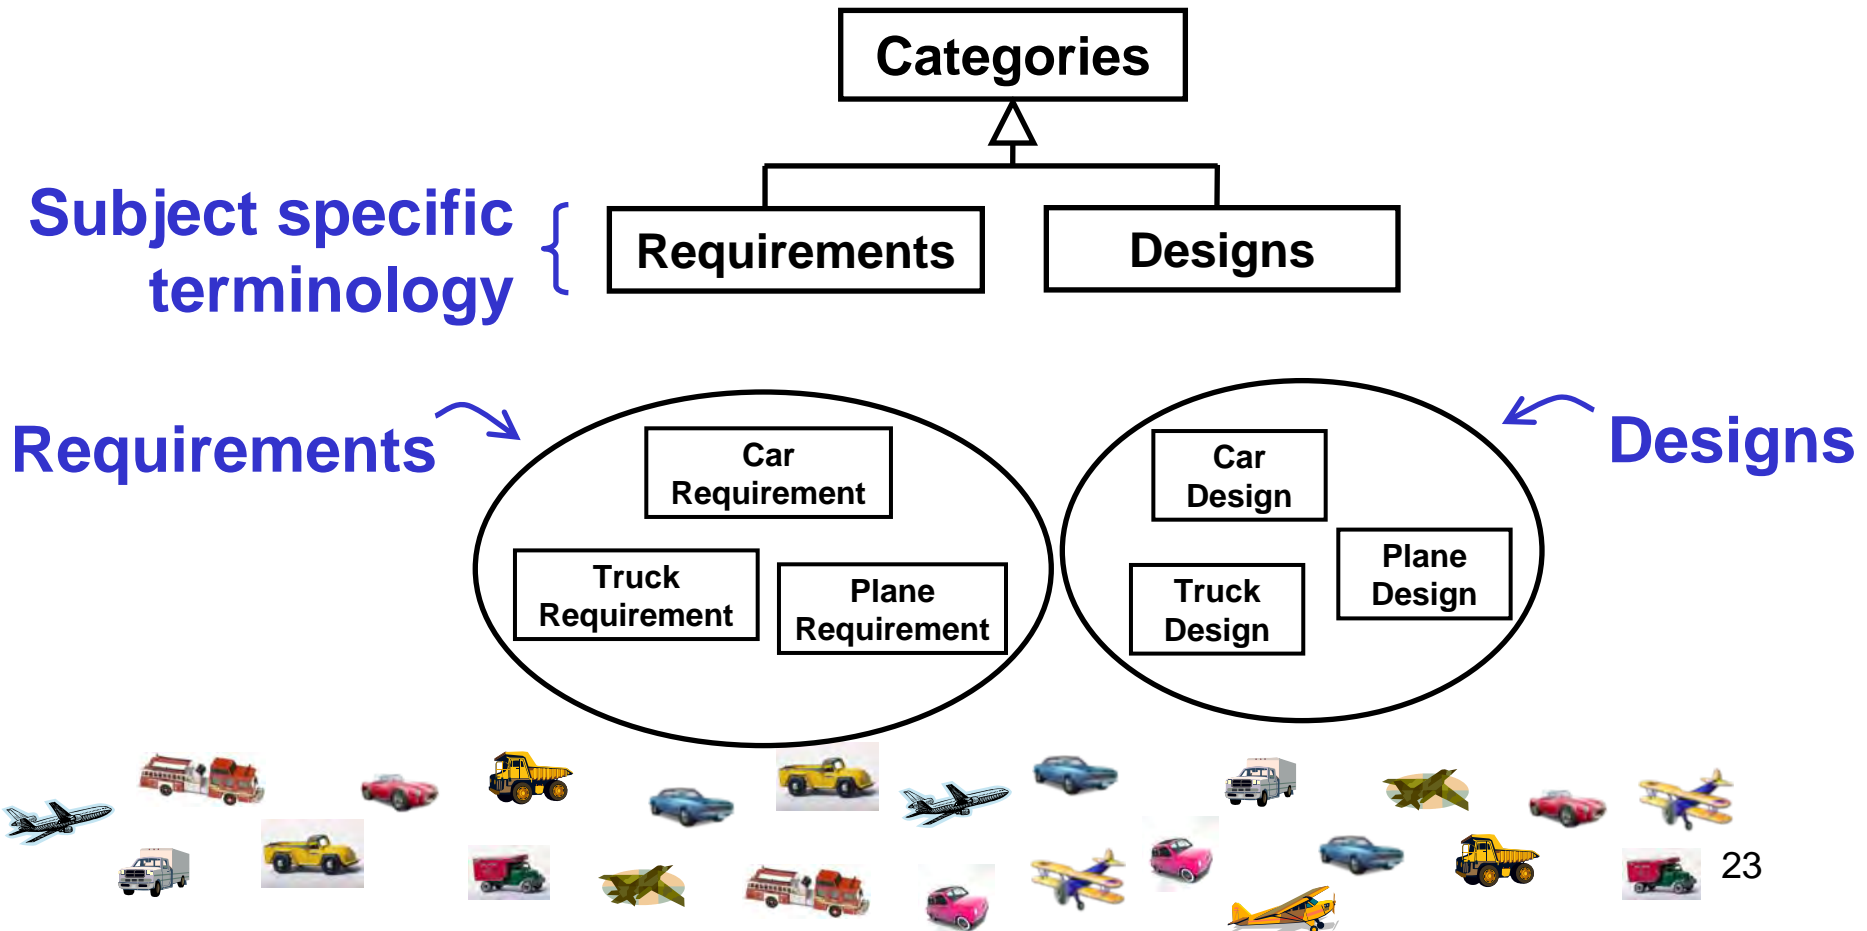 Categories
Subject specific
terminology
Requirements
Designs
Requirements
Designs
Car
Requirement
Truck
Requirement
Plane
Requirement
Car
Design
Plane
Design
Truck
Design
23